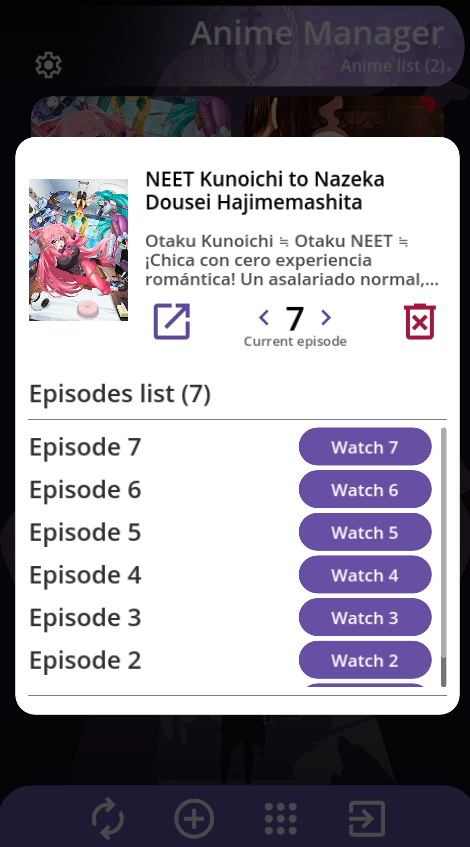 Anime Manager
Anime list (2)
NEET Kunoichi to Nazeka
Dousei Hajimemashita
Otaku Kunoichi ≒ Otaku NEET ≒
¡Chica con cero experiencia
romántica! Un asalariado normal,...
7
Current episode
Episodes list (7)
Episode 7 Watch 7
Episode 6 Watch 6
Episode 5 Watch 5
Episode 4 Watch 4
Episode 3 Watch 3
Episode 2 Watch 2